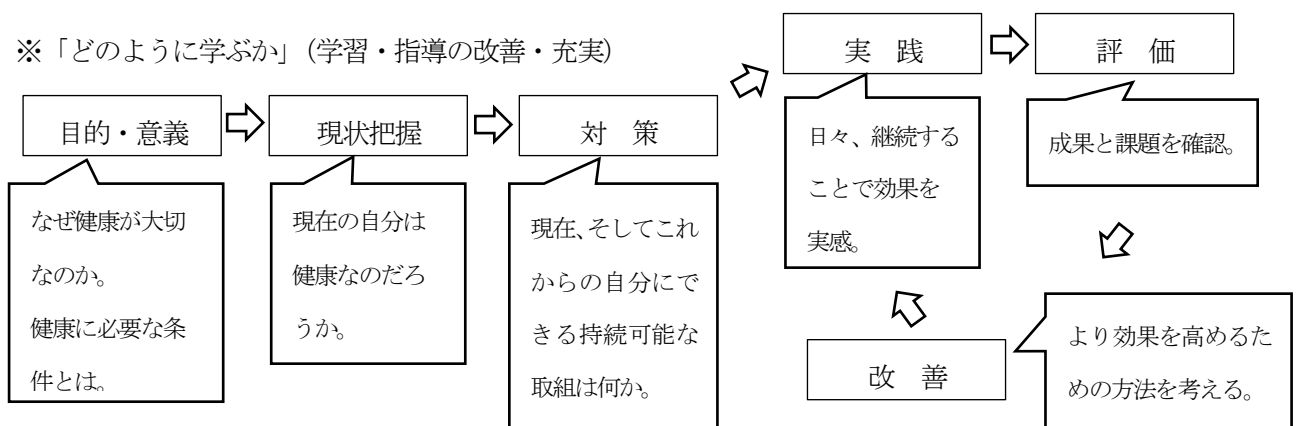 ※「どのように学ぶか」(学習・指導の改善・充実)
目的・意義
なぜ健康が大切
なのか。
健康に必要な条
件とは。
現状把握
現在の自分は
健康なのだろ
うか。
対　策
現在、そしてこれ
からの自分にで
きる持続可能な
取組は何か。
実　践
日々、継続する
ことで効果を
実感。
評　価
成果と課題を確認。
改　善
より効果を高めるた
めの方法を考える。